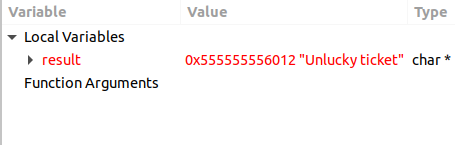 Variable Value Type
Local Variables
result 0x555555556012 "Unlucky ticket" char *
Function Arguments